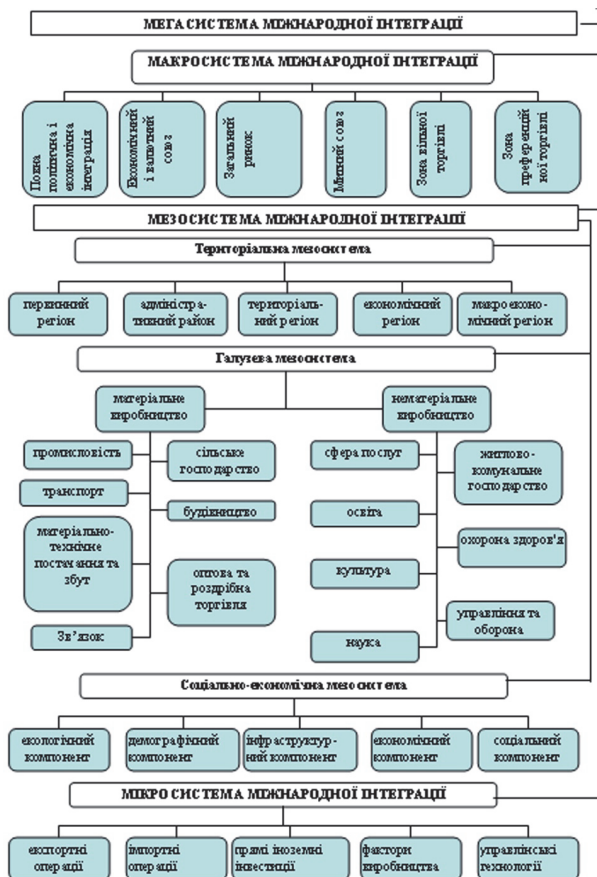 МЕГАСИСТЕМА МІЖНАРОДНОЇ ІНТЕГРАЦІЇ
МАКРОСИСТЕМА МІЖНАРОДНОЇ ІНТЕГРАЦІЇ
Повна
політична і
економічна
інтеграція
Економічний
і валютний
союз
Загальний
ринок
Митний союз
Зона вільної
торгівлі
Зона
преференцій
ної торгівлі
МЕЗОСИСТЕМА МІЖНАРОДНОЇ ІНТЕГРАЦІЇ
Територіальна мезосистема
первинний
регіон
адміністра-
тивний район
територіаль-
ний регіон
економічний
регіон
макроеконо-
мічний регіон
Галузева мезосистема
матеріальне
виробництво
нематеріальне
виробництво
промисловість
сільське
господарство
транспорт
будівництво
матеріально-
технічне
постачання та
збут
оптова та
роздрібна
торгівля
Зв’язок
сфера послуг
житлово-
комунальне
господарство
освіта
охорона здоров'я
культура
управління та
оборона
наука
Соціально-економічна мезосистема
екологічний
компонент
демографічний
компонент
інфраструктур-
ний компонент
економічний
компонент
соціальний
компонент
МІКРОСИСТЕМА МІЖНАРОДНОЇ ІНТЕГРАЦІЇ
експортні
операції
імпортні
операції
прямі іноземні
інвестиції
фактори
виробництва
управлінські
технології